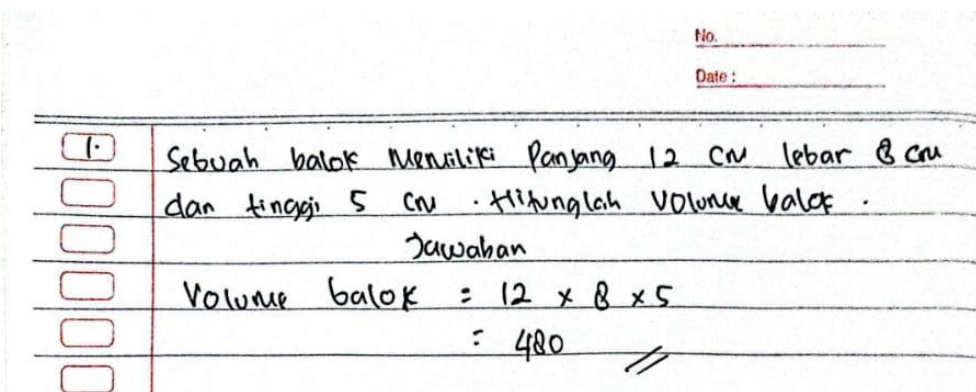 No.
Date :
1. Sebuah balok Memiliki Panjang 12 cm lebar 8 cm
dan tinggi 5 cm . Hitunglah Volume balok .
Jawaban
Volume balok = 12 x 8 x 5
= 480